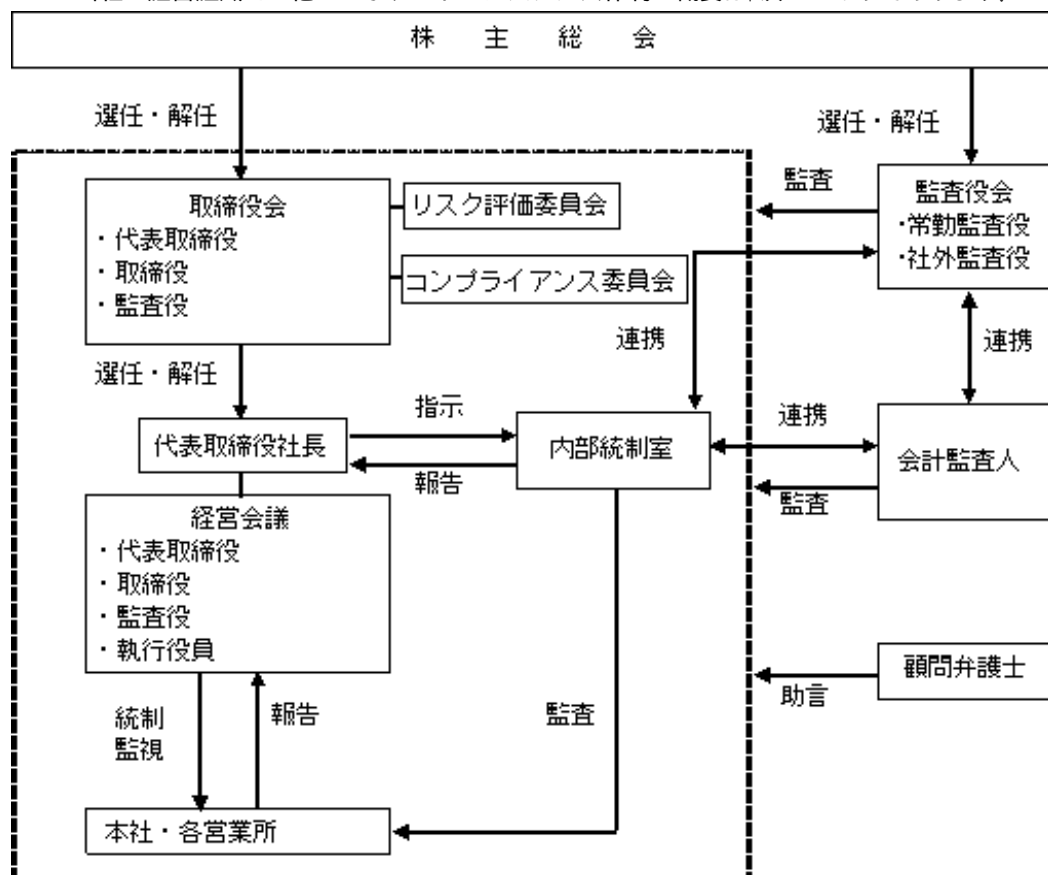 株 主 総 会
選任・解任
選任・解任
取締役会
・代表取締役
・取締役
・監査役
リスク評価委員会
コンプライアンス委員会
監査
監査役会
・常勤監査役
・社外監査役
連携
連携
選任・解任
代表取締役社長
指示
報告
内部統制室
連携
監査
会計監査人
経営会議
・代表取締役
・取締役
・監査役
・執行役員
統制
監視
報告
監査
顧問弁護士
助言
本社・各営業所